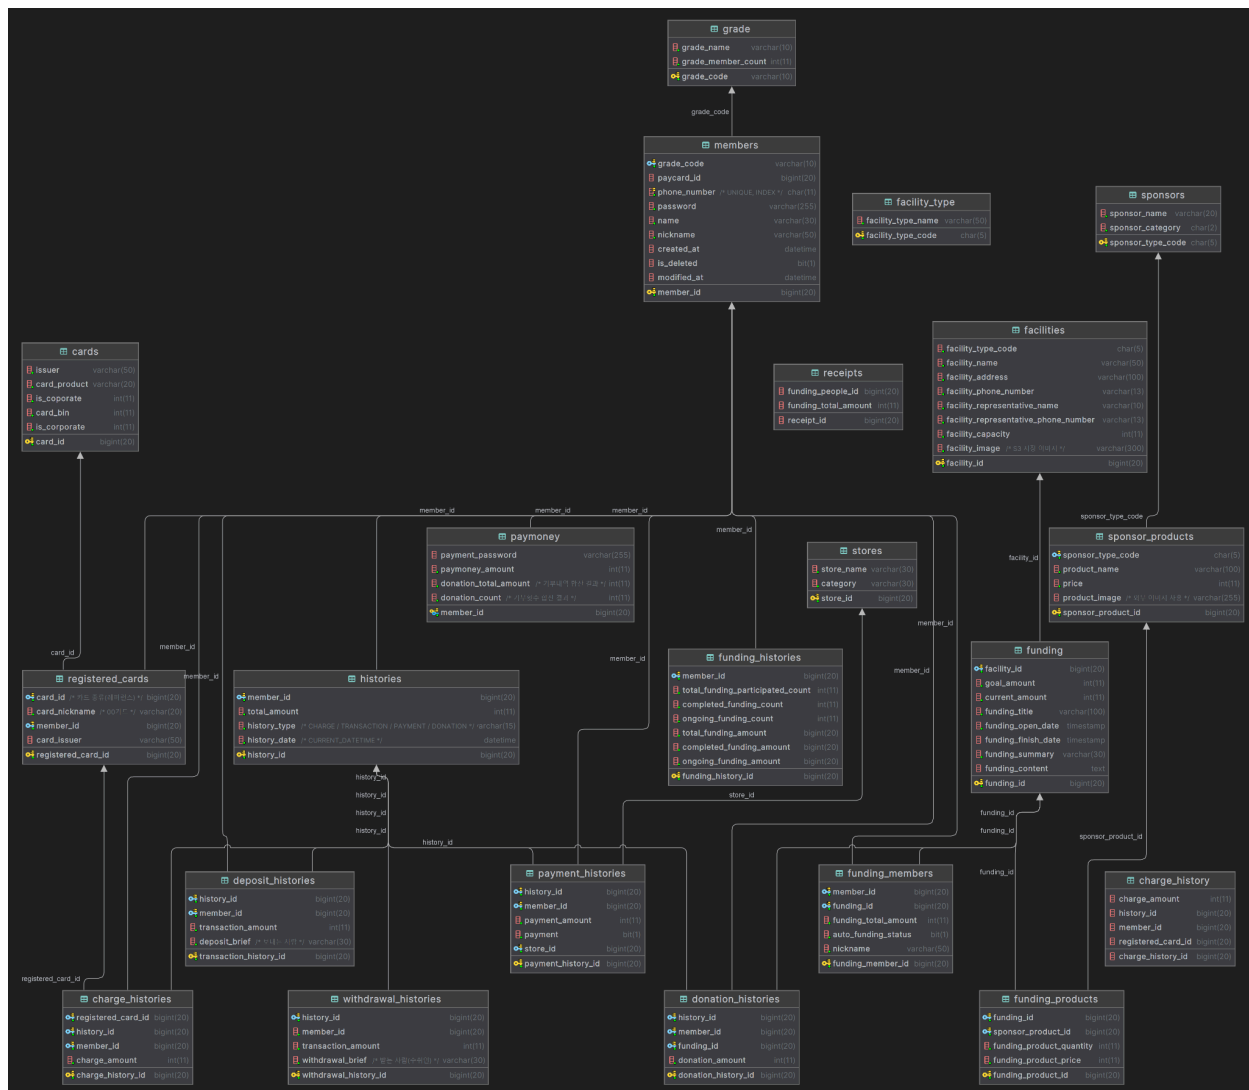 grade
grade_name varchar(10)
grade_member_count int(11)
grade_code varchar(10)
grade_code
members
grade_code varchar(10)
paycard_id bigint(20)
phone_number /* UNIQUE, INDEX */ char(11)
password varchar(255)
name varchar(30)
nickname varchar(50)
created_at datetime
is_deleted bit(1)
modified_at datetime
member_id bigint(20)
facility_type
facility_type_name varchar(50)
facility_type_code char(5)
sponsors
sponsor_name varchar(20)
sponsor_category char(2)
sponsor_type_code char(5)
facilities
facility_type_code char(5)
facility_name varchar(50)
facility_address varchar(100)
facility_phone_number varchar(13)
facility_representative_name varchar(10)
facility_representative_phone_number varchar(13)
facility_capacity int(11)
facility_image varchar(200)
facility_id bigint(20)
cards
issuer varchar(50)
card_product varchar(20)
is_coporate int(11)
card_bin int(11)
is_corporate int(11)
card_id bigint(20)
receipts
funding_people_id bigint(20)
funding_total_amount int(11)
receipt_id bigint(20)
member_id
member_id
member_id
member_id
sponsor_type_code
facility_id
paymoney
payment_password varchar(255)
paymoney_amount int(11)
donation_total_amount int(11)
donation_count int(11)
member_id bigint(20)
stores
store_name varchar(30)
category varchar(30)
store_id bigint(20)
sponsor_products
sponsor_type_code char(5)
product_name varchar(100)
price int(11)
product_image varchar(255)
sponsor_product_id bigint(20)
member_id
card_id
member_id
member_id
member_id
member_id
registered_cards
card_id bigint(20)
card_nickname varchar(20)
member_id bigint(20)
card_issuer varchar(50)
registered_card_id bigint(20)
histories
member_id bigint(20)
total_amount int(11)
history_type /* CHARGE / TRANSACTION / PAYMENT / DONATION */ varchar(15)
history_date /* CURRENT_DATETIME */ datetime
history_id bigint(20)
funding_histories
member_id bigint(20)
total_funding_participated_count int(11)
completed_funding_count int(11)
ongoing_funding_count int(11)
total_funding_amount bigint(20)
completed_funding_amount bigint(20)
ongoing_funding_amount bigint(20)
funding_history_id bigint(20)
funding
facility_id bigint(20)
goal_amount int(11)
current_amount int(11)
funding_title varchar(100)
funding_open_date timestamp
funding_finish_date timestamp
funding_summary varchar(30)
funding_content text
funding_id bigint(20)
history_id
history_id
history_id
history_id
history_id
store_id
funding_id
funding_id
funding_id
sponsor_product_id
deposit_histories
history_id bigint(20)
member_id bigint(20)
transaction_amount int(11)
deposit_brief varchar(30)
transaction_history_id bigint(20)
payment_histories
history_id bigint(20)
member_id bigint(20)
payment_amount int(11)
payment bit(1)
store_id bigint(20)
payment_history_id bigint(20)
funding_members
member_id bigint(20)
funding_id bigint(20)
funding_total_amount int(11)
auto_funding_status bit(1)
nickname varchar(50)
funding_member_id bigint(20)
charge_history
charge_amount int(11)
history_id bigint(20)
member_id bigint(20)
registered_card_id bigint(20)
charge_history_id bigint(20)
registered_card_id
charge_histories
registered_card_id bigint(20)
history_id bigint(20)
member_id bigint(20)
charge_amount int(11)
charge_history_id bigint(20)
withdrawal_histories
history_id bigint(20)
member_id bigint(20)
transaction_amount int(11)
withdrawal_brief varchar(30)
withdrawal_history_id bigint(20)
donation_histories
history_id bigint(20)
member_id bigint(20)
funding_id bigint(20)
donation_amount int(11)
donation_history_id bigint(20)
funding_products
funding_id bigint(20)
sponsor_product_id bigint(20)
funding_product_quantity int(11)
funding_product_price int(11)
funding_product_id bigint(20)